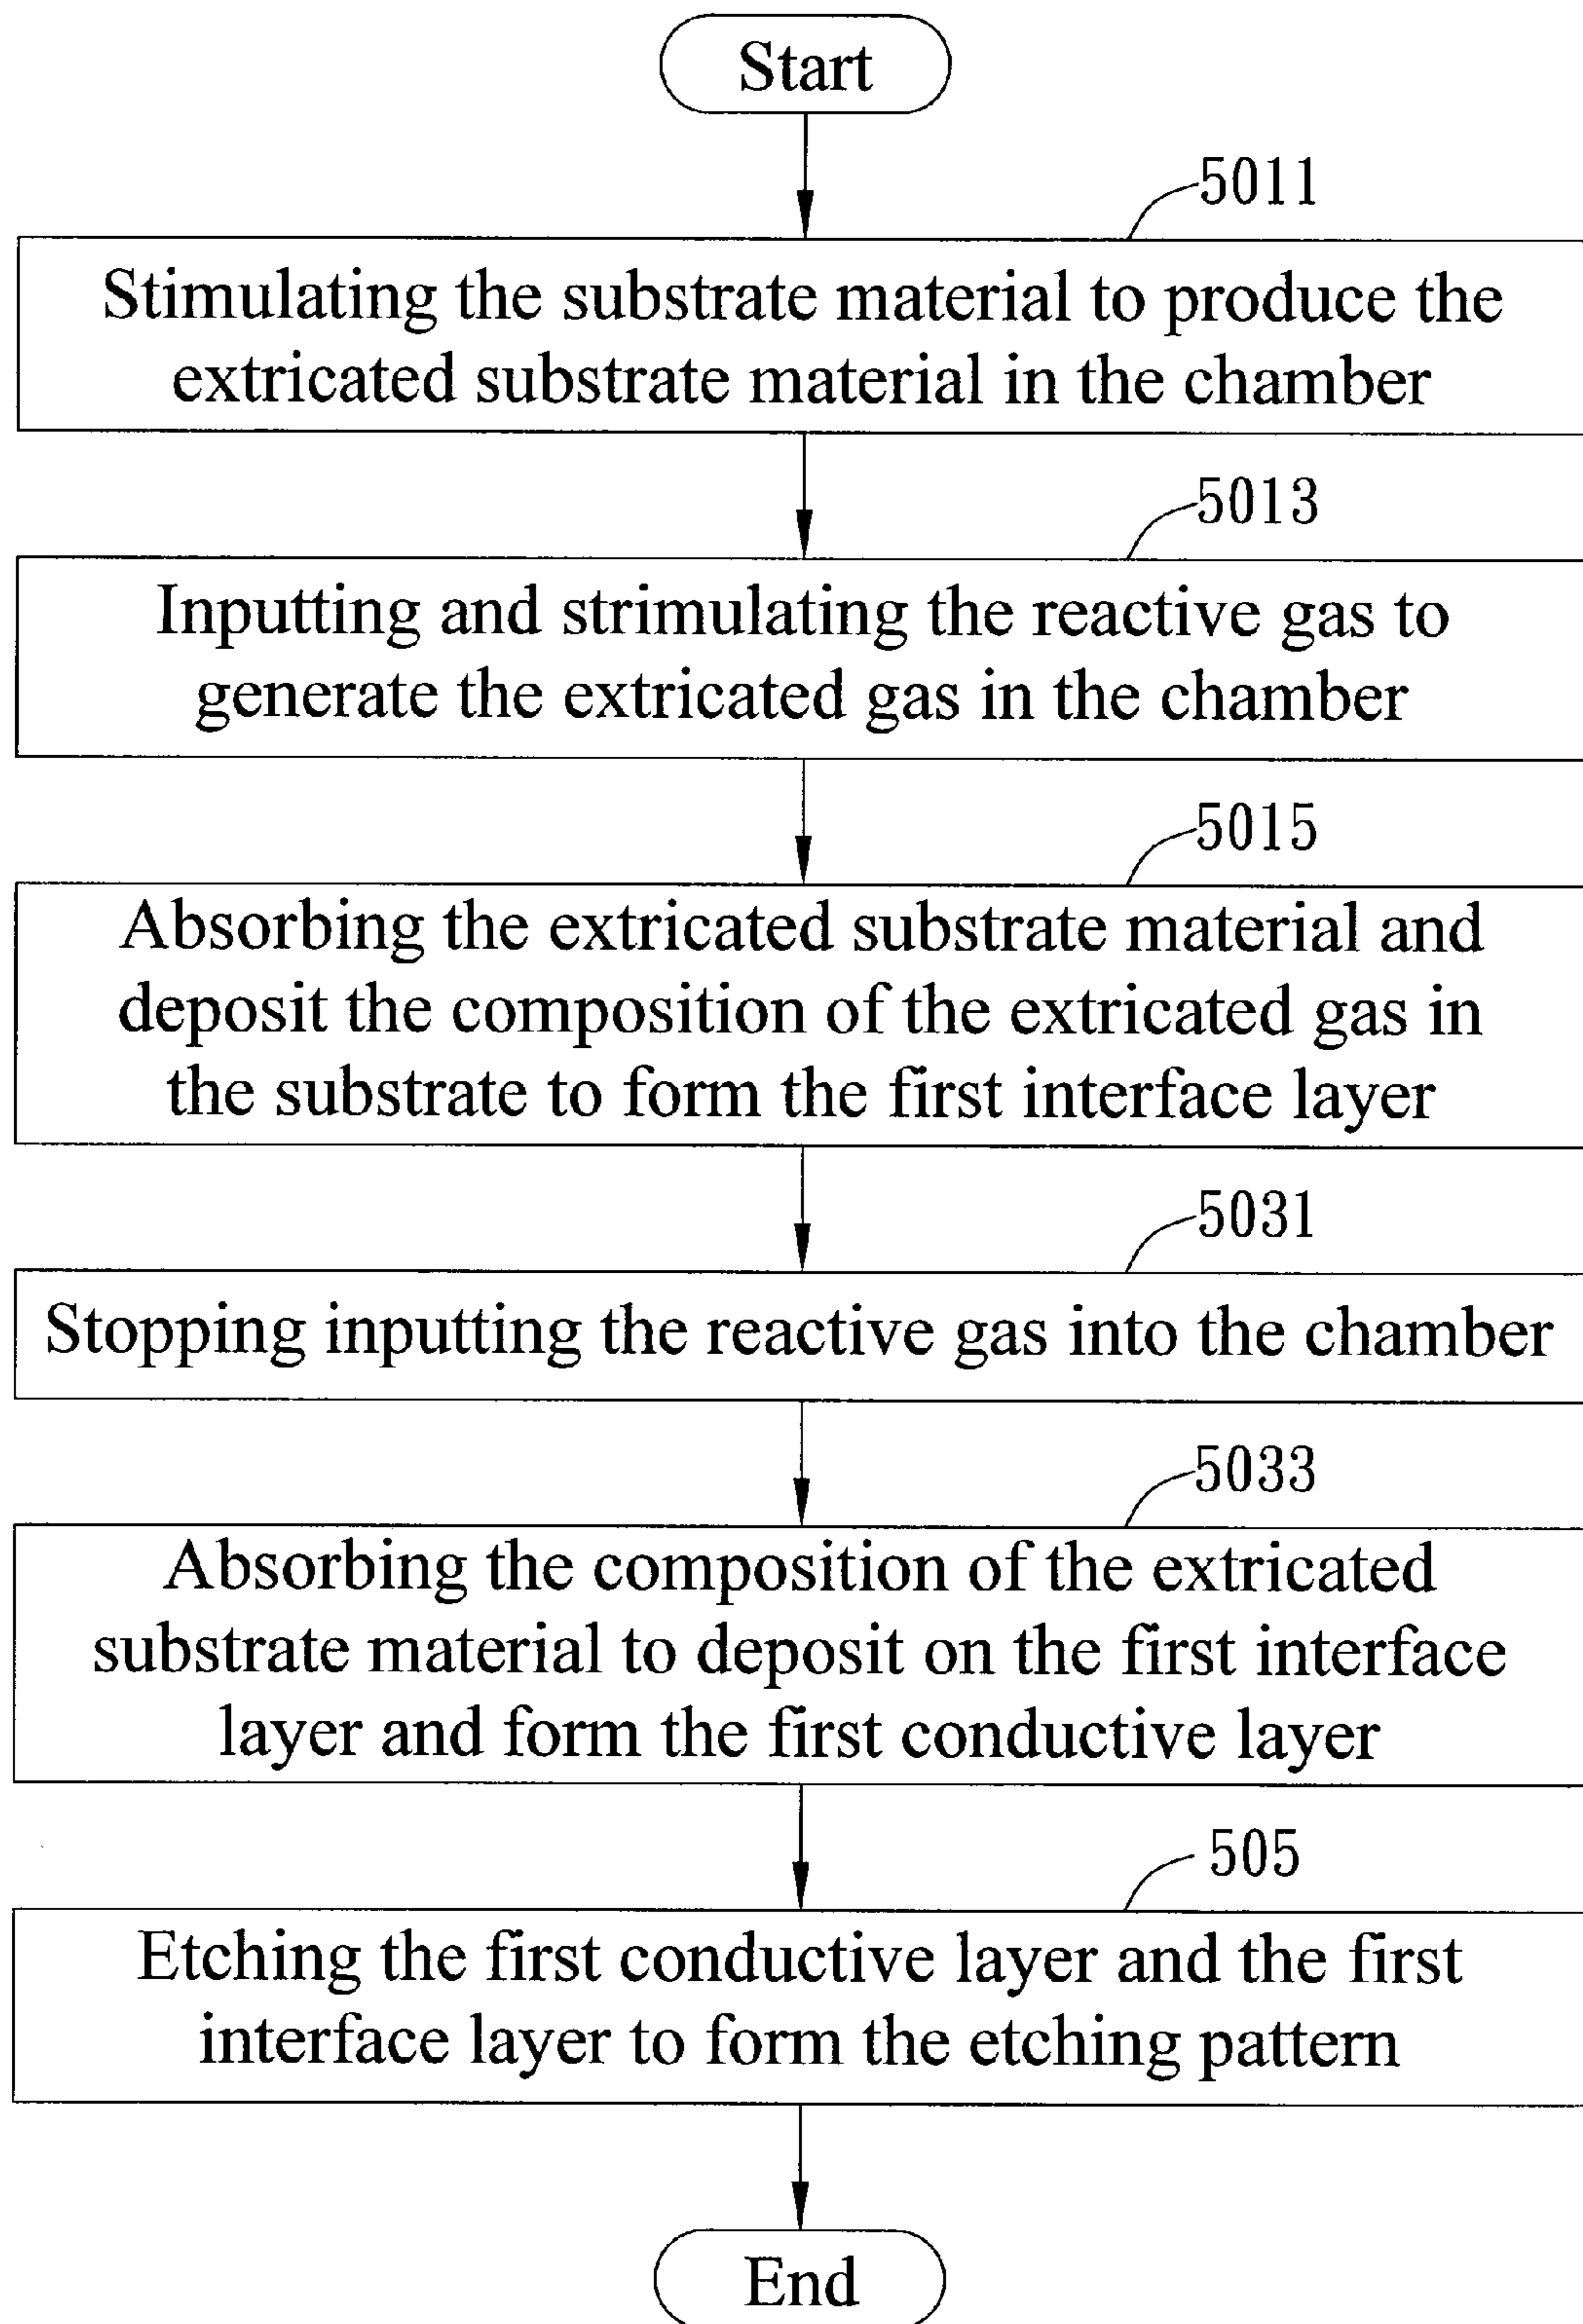 Start
5011
Stimulating the substrate material to produce the
extricated substrate material in the chamber
5013
Inputting and strimulating the reactive gas to
generate the extricated gas in the chamber
5015
Absorbing the extricated substrate material and
deposit the composition of the extricated gas in
the substrate to form the first interface layer
5031
Stopping inputting the reactive gas into the chamber
5033
Absorbing the composition of the extricated
substrate material to deposit on the first interface
layer and form the first conductive layer
505
Etching the first conductive layer and the first
interface layer to form the etching pattern
End